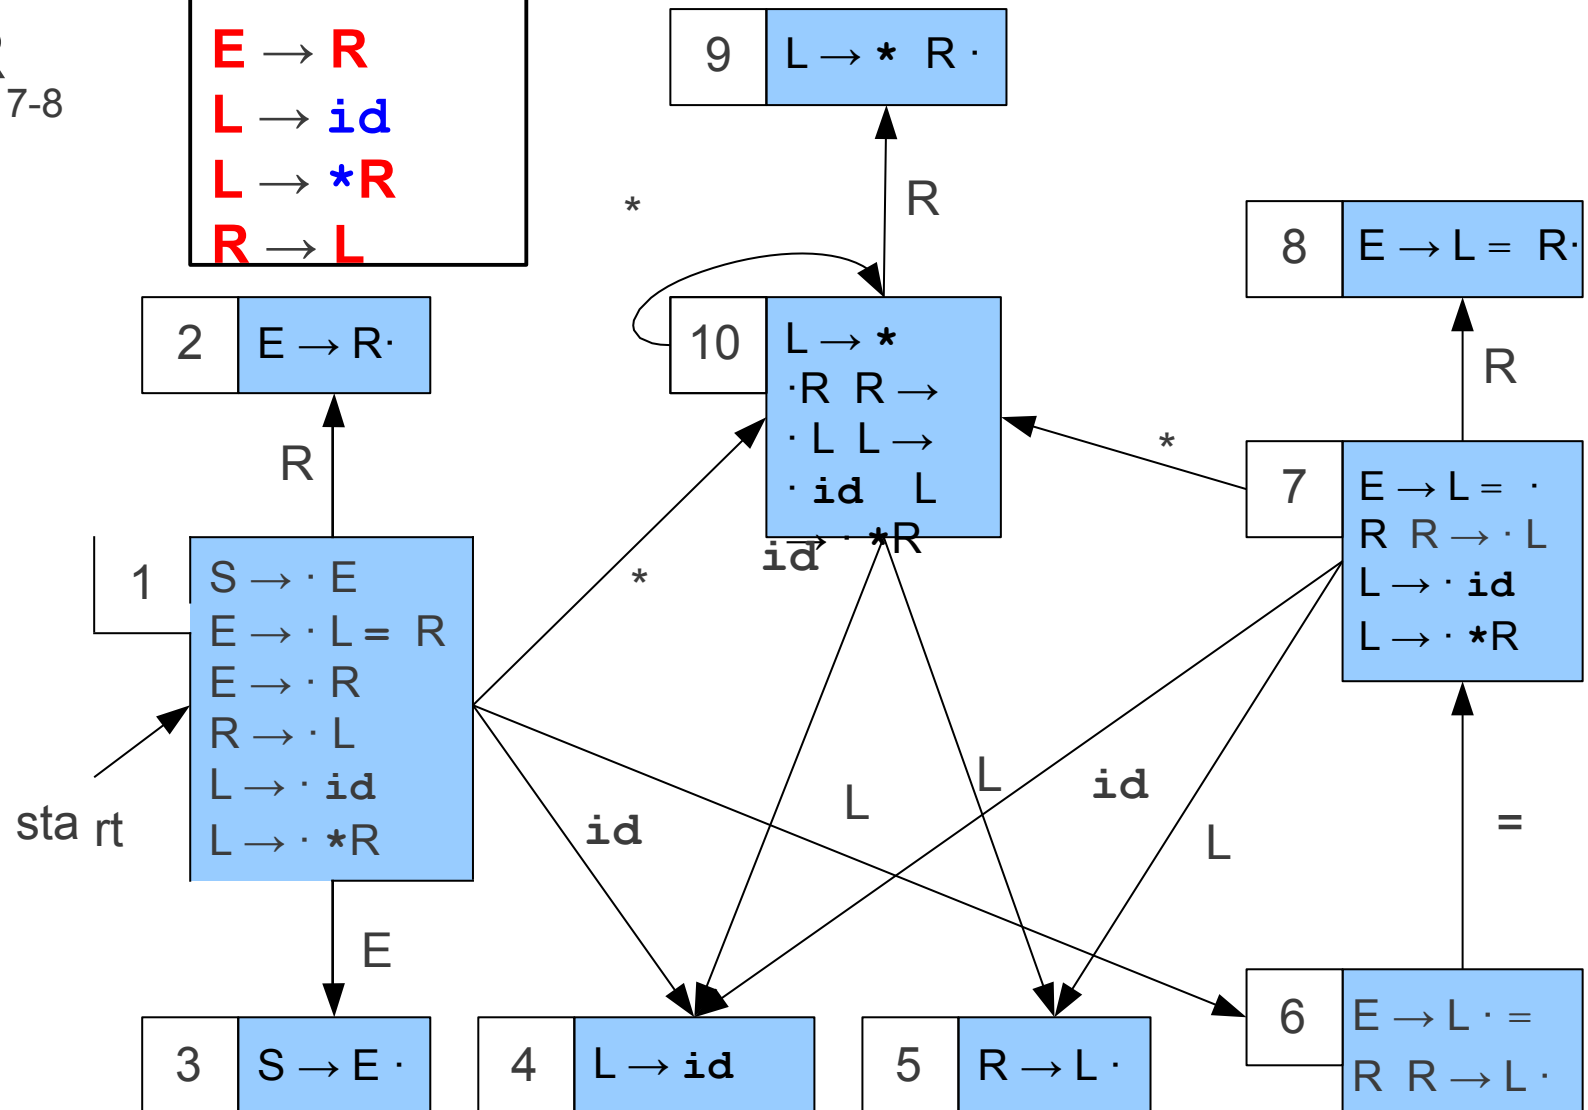 R
7-8
E → R
L → id
L → *R
R → L
9
L → * R ·
*
R
8
E → L = R·
2
E → R·
10
L → *
·R R →
· L L →
· id L
→ · *R
R
R
*
7
E → L = ·
R R → · L
L → · id
L → · *R
id
*
1
S → · E
E → · L = R
E → · R
R → · L
L → · id
L → · *R
sta rt
id
L
L
id
L
=
E
3
S → E ·
4
L → id
5
R → L ·
6
E → L · =
R R → L ·